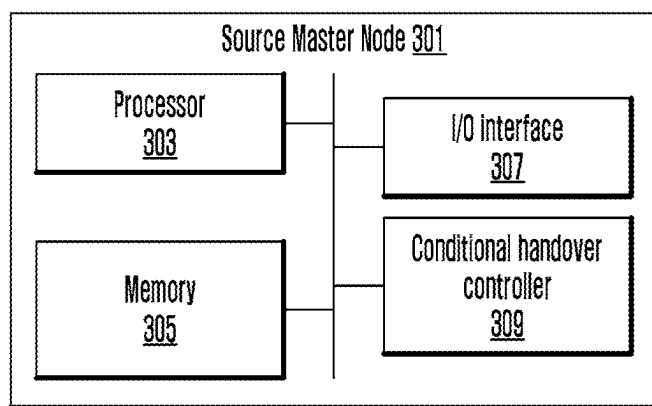 Source Master Node 301
Processor
303
I/O interface
307
Memory
305
Conditional handover
controller
309